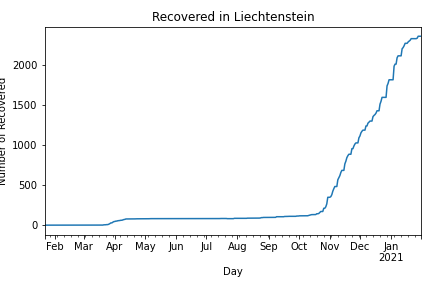 Recovered in Liechtenstein
Number of Recovered
2000
1500
1000
500
0
Feb Mar Apr May Jun Jul Aug Sep Oct Nov Dec Jan
2021
Day